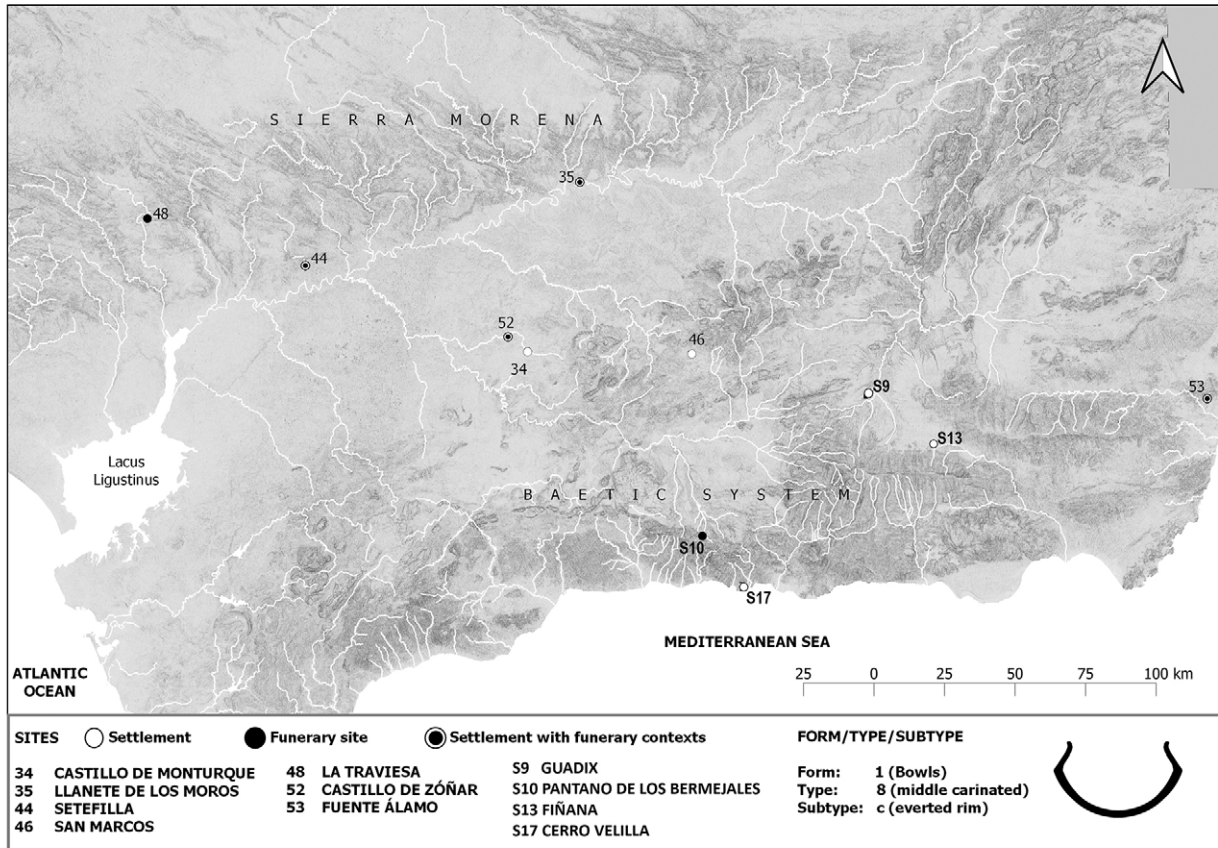 SIERRA MORENA
35
48
44
52
34
46
S9
53
S13
Lacus
Ligustinus
BAETIC SYSTEM
S10
S17
MEDITERRANEAN SEA
ATLANTIC
OCEAN
25 0 25 50 75 100 km
SITES Settlement Funerary site Settlement with funerary contexts
34 CASTILLO DE MONTURQUE
35 LLANETE DE LOS MOROS
44 SETEFILLA
46 SAN MARCOS
48 LA TRAVIESA
52 CASTILLO DE ZÓÑAR
53 FUENTE ÁLAMO
S9 GUADIX
S10 PANTANO DE LOS BERMEJALES
S13 FIÑANA
S17 CERRO VELILLA
FORM/TYPE/SUBTYPE
Form: 1 (Bowls)
Type: 8 (middle carinated)
Subtype: c (everted rim)